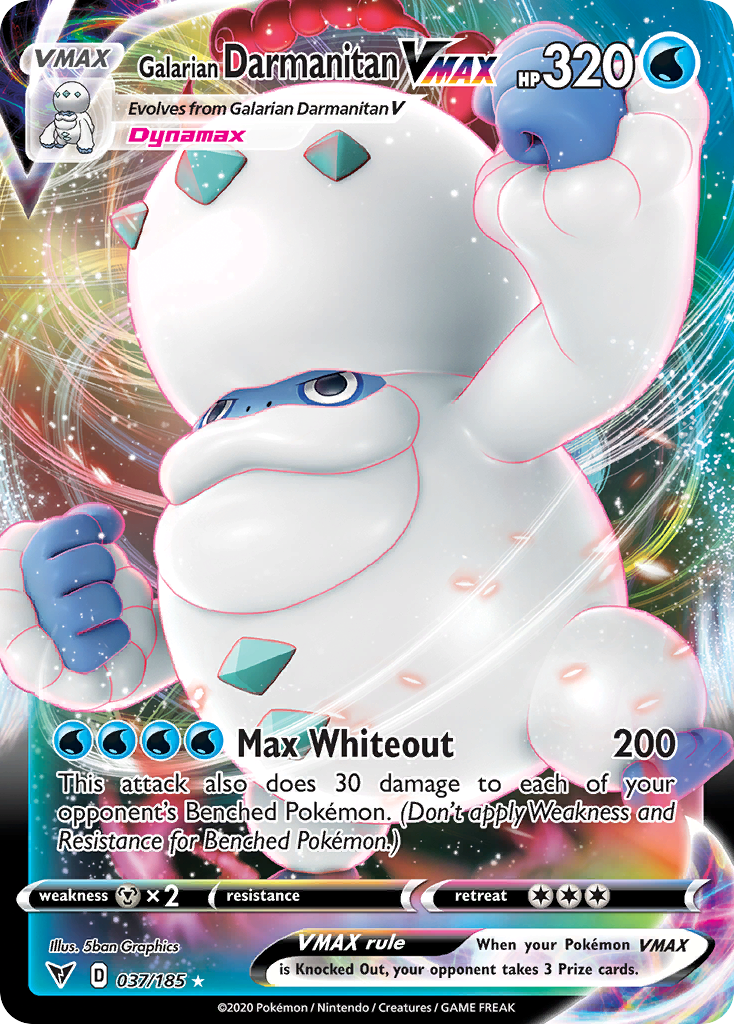 VMAX
Galarian Darmanitan VMAX HP 320
Evolves from Galarian Darmanitan V
Dynamax
Max Whiteout 200
This attack also does 30 damage to each of your
opponent's Benched Pokémon. (Don't apply Weakness and
Resistance for Benched Pokémon.)
weakness ×2 resistance retreat
Illus. 5ban Graphics
VMAX rule When your Pokémon VMAX
is Knocked Out, your opponent takes 3 Prize cards.
D 037/185 ★
©2020 Pokémon / Nintendo / Creatures / GAME FREAK